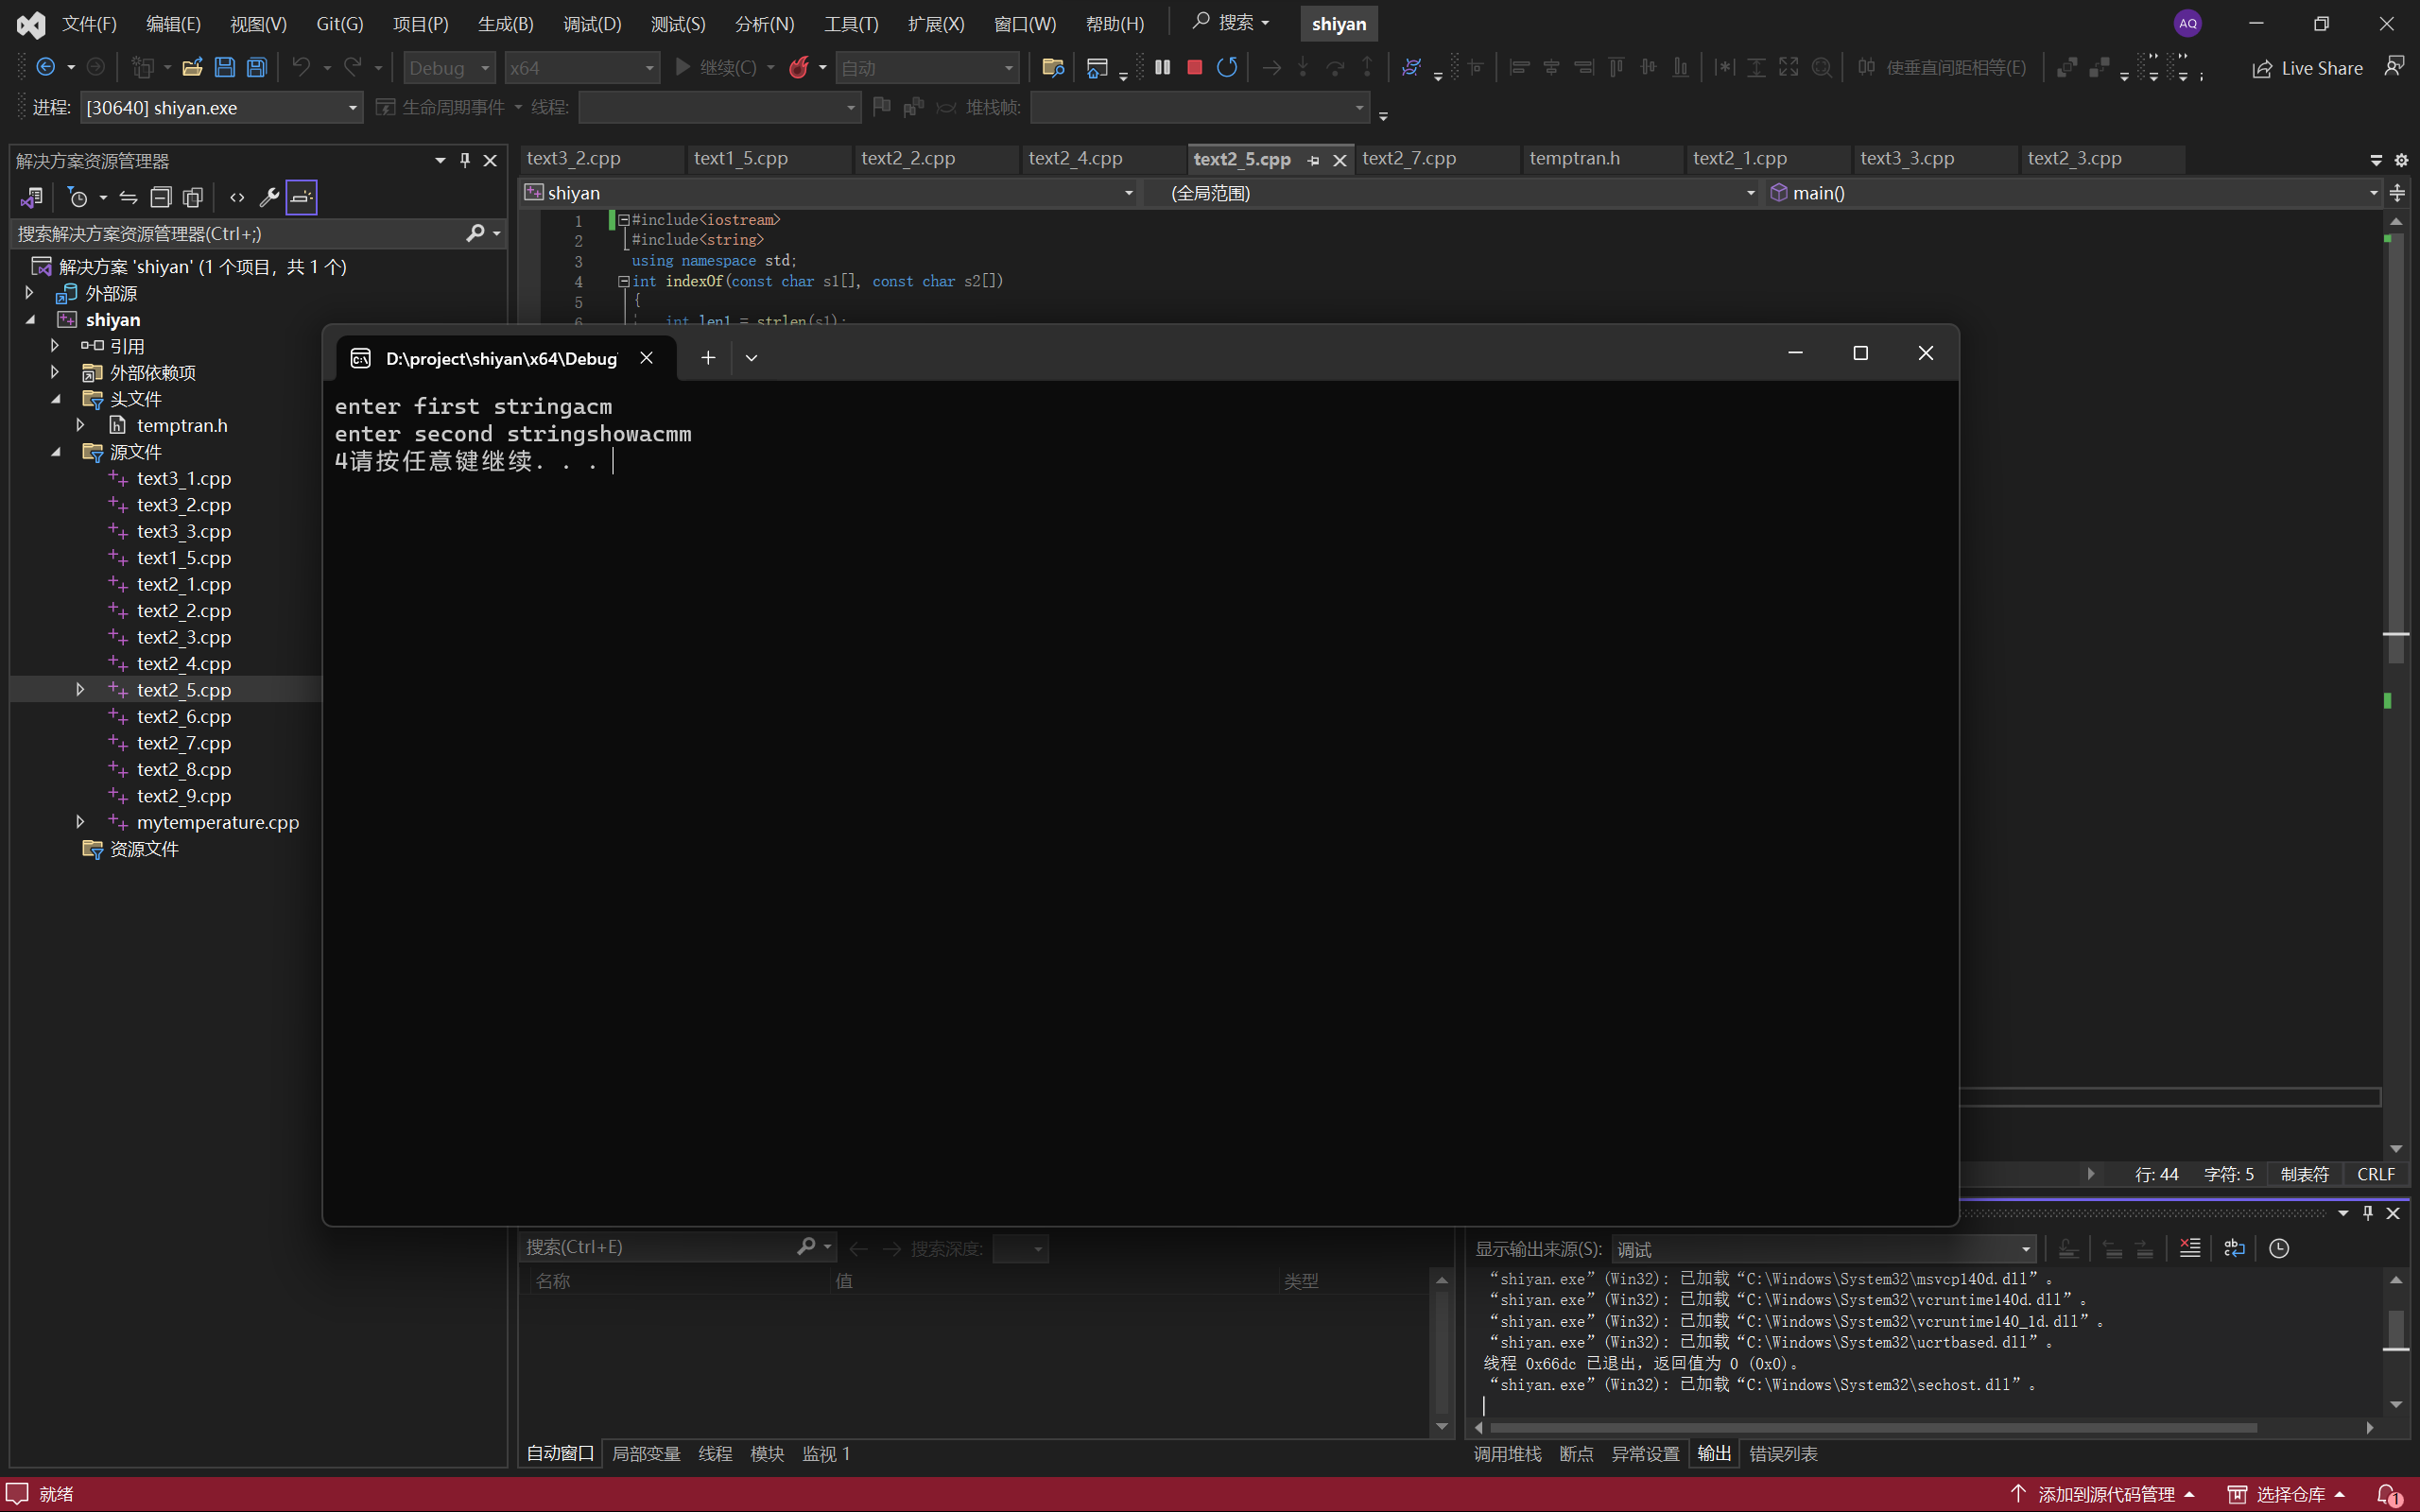 文件(F) 编辑(E) 视图(V) Git(G) 项目(P) 生成(B) 调试(D) 测试(S) 分析(N) 工具(T) 扩展(X) 窗口(W) 帮助(H) 搜索 shiyan AQ
Debug x64 继续(C) 自动 使垂直间距相等(E) Live Share
进程: [30640] shiyan.exe 生命周期事件 线程: 堆栈帧:
解决方案资源管理器
搜索解决方案资源管理器(Ctrl+;)
解决方案 'shiyan' (1 个项目，共 1 个)
外部源
shiyan
引用
外部依赖项
头文件
temptran.h
源文件
text3_1.cpp
text3_2.cpp
text3_3.cpp
text1_5.cpp
text2_1.cpp
text2_2.cpp
text2_3.cpp
text2_4.cpp
text2_5.cpp
text2_6.cpp
text2_7.cpp
text2_8.cpp
text2_9.cpp
mytemperature.cpp
资源文件
text3_2.cpp text1_5.cpp text2_2.cpp text2_4.cpp text2_5.cpp text2_7.cpp temptran.h text2_1.cpp text3_3.cpp text2_3.cpp
shiyan (全局范围) main()
1 #include<iostream>
2 #include<string>
3 using namespace std;
4 int indexOf(const char s1[], const char s2[])
5 {
6 int len1 = strlen(s1);
D:\project\shiyan\x64\Debug
enter first stringacm
enter second stringshowacmm
4请按任意键继续. . .
行: 44 字符: 5 制表符 CRLF
搜索(Ctrl+E) 搜索深度:
名称 值 类型
自动窗口 局部变量 线程 模块 监视 1
显示输出来源(S): 调试
“shiyan.exe”(Win32): 已加载“C:\Windows\System32\msvcp140d.dll”。
“shiyan.exe”(Win32): 已加载“C:\Windows\System32\vcruntime140d.dll”。
“shiyan.exe”(Win32): 已加载“C:\Windows\System32\vcruntime140_1d.dll”。
“shiyan.exe”(Win32): 已加载“C:\Windows\System32\ucrtbased.dll”。
线程 0x66dc 已退出，返回值为 0 (0x0)。
“shiyan.exe”(Win32): 已加载“C:\Windows\System32\sechost.dll”。
调用堆栈 断点 异常设置 输出 错误列表
就绪 添加到源代码管理 选择仓库 1